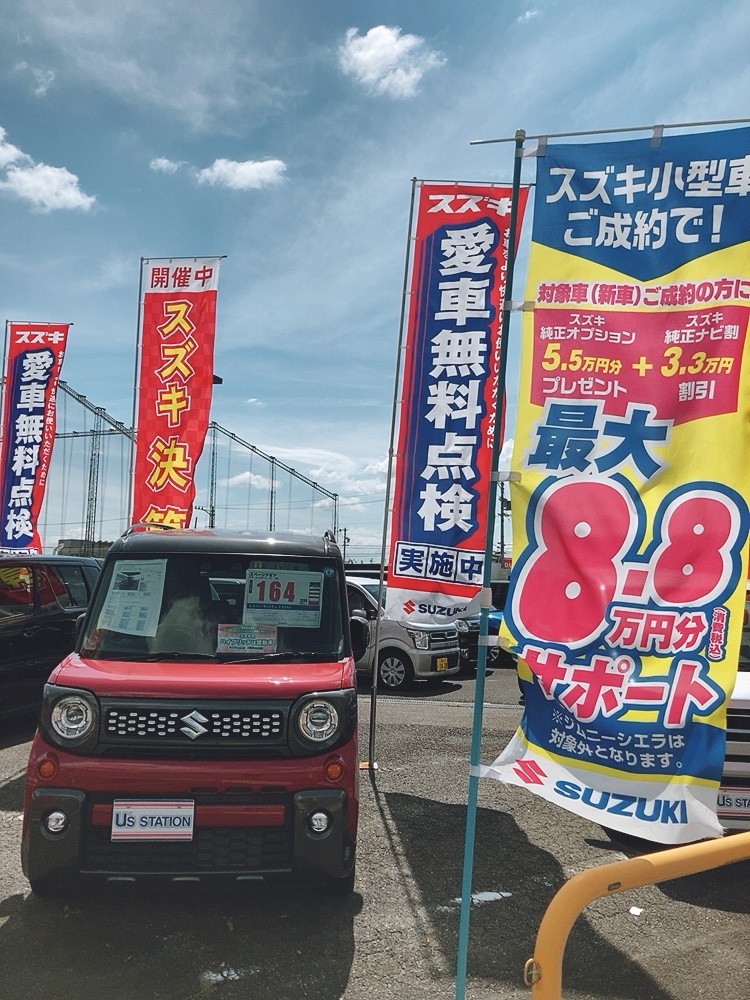 スズキ
愛車無料点検
開催中
スズキ決算
スズキ
愛車無料点検
実施中
SUZUKI
スズキ小型車
ご成約で!
対象車(新車)ご成約の方に
スズキ
純正オプション
5.5万円分
プレゼント
+
スズキ
純正ナビ割
3.3万円
割引
最大
8.8
万円分
(消費税込)
サポート
※ジムニーシエラは
対象外となります。
SUZUKI
164
U'S STATION
U'S STATION